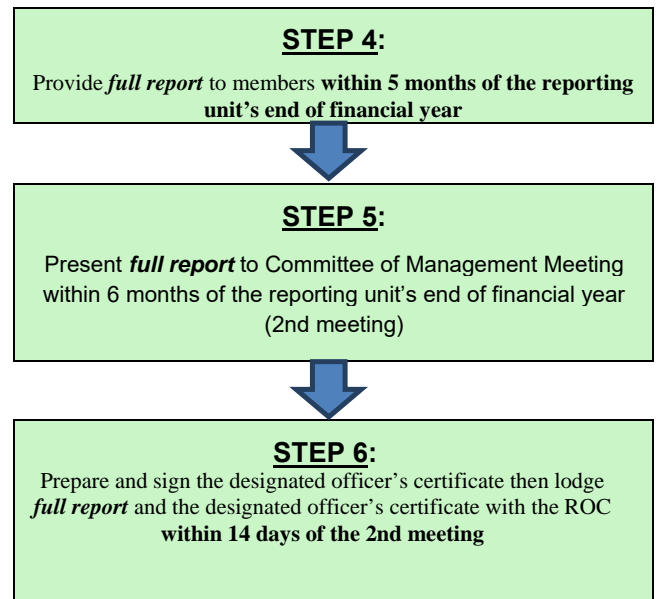 STEP 4:
Provide full report to members within 5 months of the reporting
unit's end of financial year
STEP 5:
Present full report to Committee of Management Meeting
within 6 months of the reporting unit's end of financial year
(2nd meeting)
STEP 6:
Prepare and sign the designated officer's certificate then lodge
full report and the designated officer's certificate with the ROC
within 14 days of the 2nd meeting